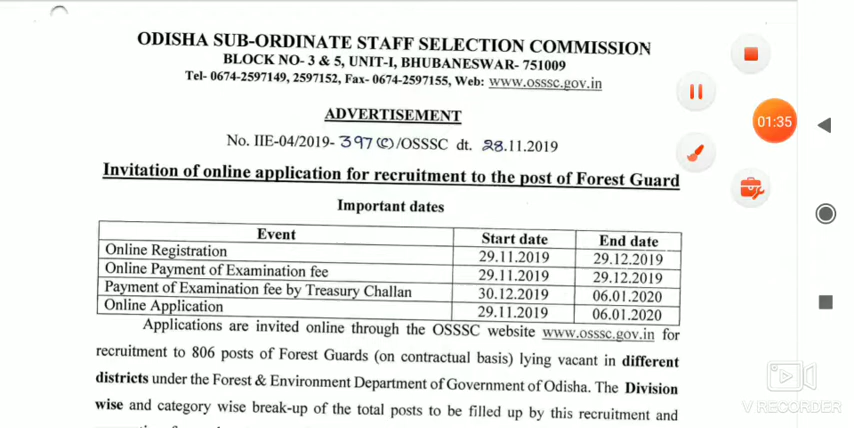 ODISHA SUB-ORDINATE STAFF SELECTION COMMISSION
BLOCK NO- 3 & 5, UNIT-I, BHUBANESWAR- 751009
Tel- 0674-2597149, 2597152, Fax- 0674-2597155, Web: www.osssc.gov.in
ADVERTISEMENT
No. IIE-04/2019- 397(C)/OSSSC dt. 28.11.2019
Invitation of online application for recruitment to the post of Forest Guard
Important dates
Event Start date End date
Online Registration 29.11.2019 29.12.2019
Online Payment of Examination fee 29.11.2019 29.12.2019
Payment of Examination fee by Treasury Challan 30.12.2019 06.01.2020
Online Application 29.11.2019 06.01.2020
Applications are invited online through the OSSSC website www.osssc.gov.in for
recruitment to 806 posts of Forest Guards (on contractual basis) lying vacant in different
districts under the Forest & Environment Department of Government of Odisha. The Division
wise and category wise break-up of the total posts to be filled up by this recruitment and
01:35
V RECORDER